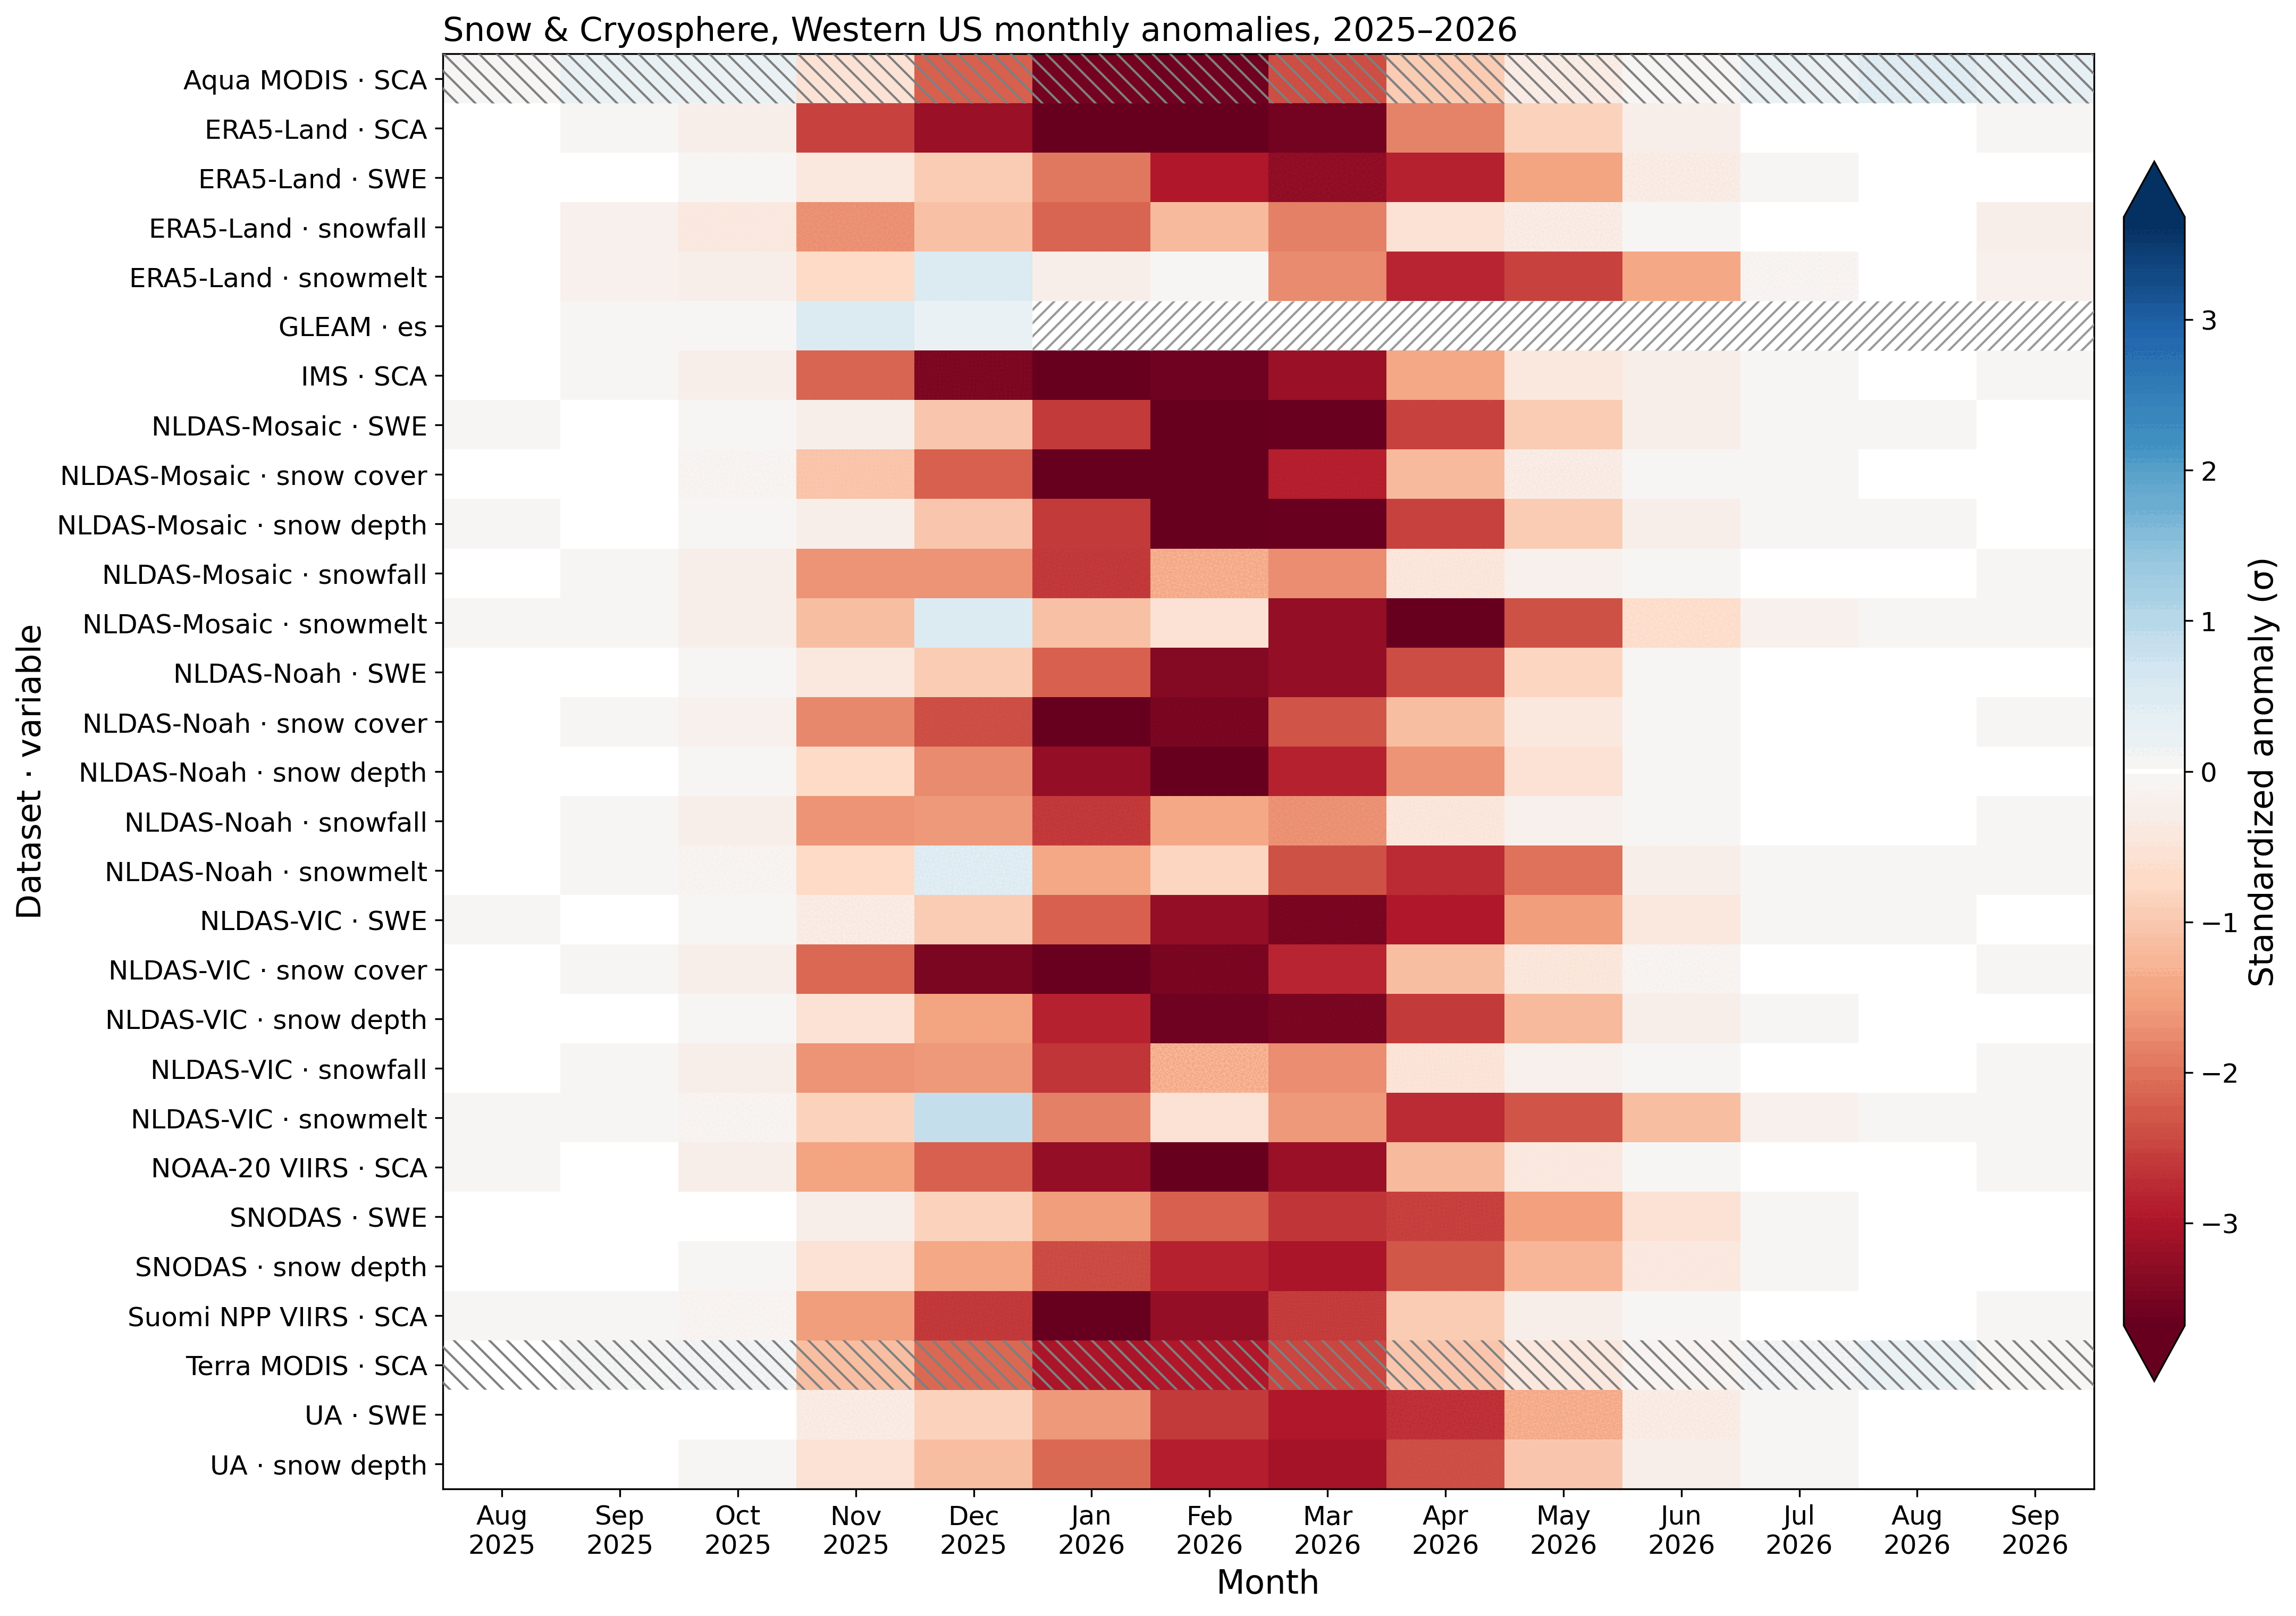 Snow & Cryosphere, Western US monthly anomalies, 2025–2026
Dataset · variable
Aqua MODIS · SCA
ERA5-Land · SCA
ERA5-Land · SWE
ERA5-Land · snowfall
ERA5-Land · snowmelt
GLEAM · es
IMS · SCA
NLDAS-Mosaic · SWE
NLDAS-Mosaic · snow cover
NLDAS-Mosaic · snow depth
NLDAS-Mosaic · snowfall
NLDAS-Mosaic · snowmelt
NLDAS-Noah · SWE
NLDAS-Noah · snow cover
NLDAS-Noah · snow depth
NLDAS-Noah · snowfall
NLDAS-Noah · snowmelt
NLDAS-VIC · SWE
NLDAS-VIC · snow cover
NLDAS-VIC · snow depth
NLDAS-VIC · snowfall
NLDAS-VIC · snowmelt
NOAA-20 VIIRS · SCA
SNODAS · SWE
SNODAS · snow depth
Suomi NPP VIIRS · SCA
Terra MODIS · SCA
UA · SWE
UA · snow depth
Aug Sep Oct Nov Dec Jan Feb Mar Apr May Jun Jul Aug Sep
2025 2025 2025 2025 2025 2026 2026 2026 2026 2026 2026 2026 2026 2026
Month
3
2
1
0
−1
−2
−3
Standardized anomaly (σ)